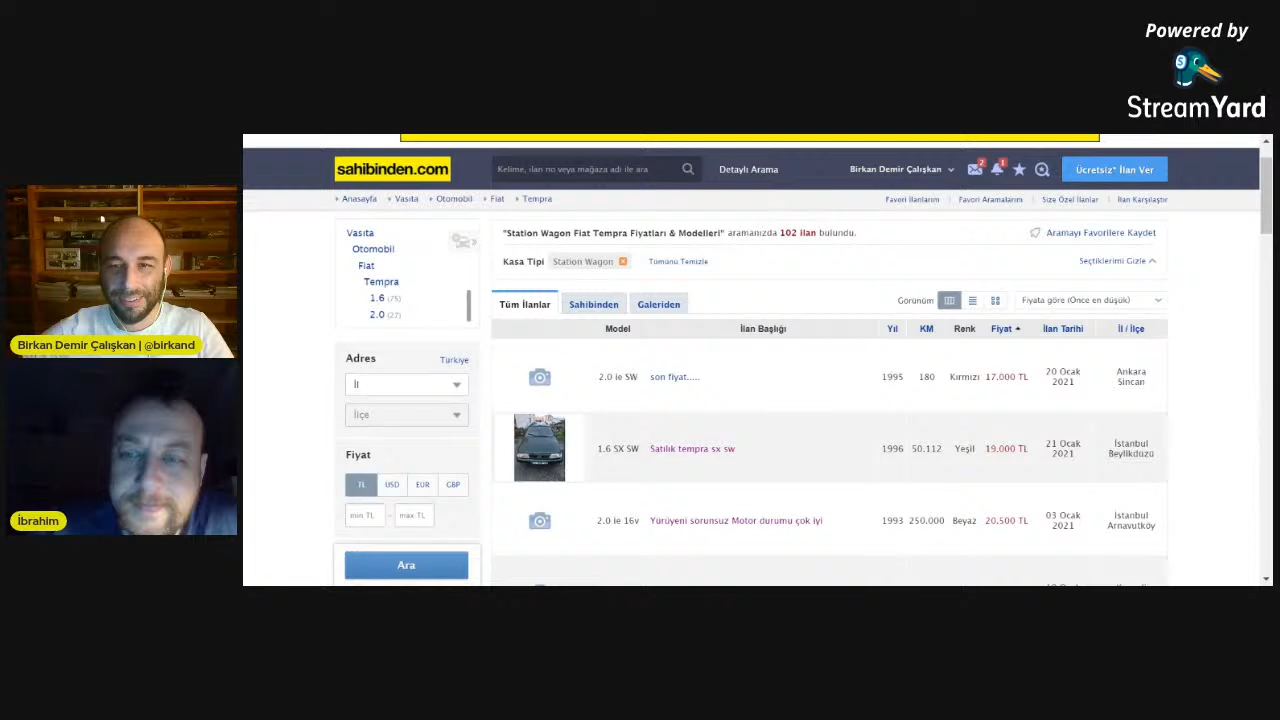 Powered by
StreamYard
sahibinden.com
Kelime, ilan no veya mağaza adı ile ara
Detaylı Arama
Birkan Demir Çalışkan
2
1
Ücretsiz* İlan Ver
Anasayfa
Vasıta
Otomobil
Fiat
Tempra
Favori İlanlarım
Favori Aramalarım
Size Özel İlanlar
İlan Karşılaştır
Vasıta
Otomobil
Fiat
Tempra
1.6 (75)
2.0 (27)
"Station Wagon Fiat Tempra Fiyatları & Modelleri" aramanızda 102 ilan bulundu.
Aramayı Favorilere Kaydet
Kasa Tipi
Station Wagon
Tümünü Temizle
Seçtiklerimi Gizle
Tüm İlanlar
Sahibinden
Galeriden
Görünüm
Fiyata göre (Önce en düşük)
Model
İlan Başlığı
Yıl
KM
Renk
Fiyat
İlan Tarihi
İl / İlçe
2.0 ie SW
son fiyat.....
1995
180
Kırmızı
17.000 TL
20 Ocak
2021
Ankara
Sincan
1.6 SX SW
Satılık tempra sx sw
1996
50.112
Yeşil
19.000 TL
21 Ocak
2021
İstanbul
Beylikdüzü
2.0 ie 16v
Yürüyeni sorunsuz Motor durumu çok iyi
1993
250.000
Beyaz
20.500 TL
03 Ocak
2021
İstanbul
Arnavutköy
Adres
Türkiye
İl
İlçe
Fiyat
TL
USD
EUR
GBP
min TL
-
max TL
Ara
Birkan Demir Çalışkan | @birkand
İbrahim